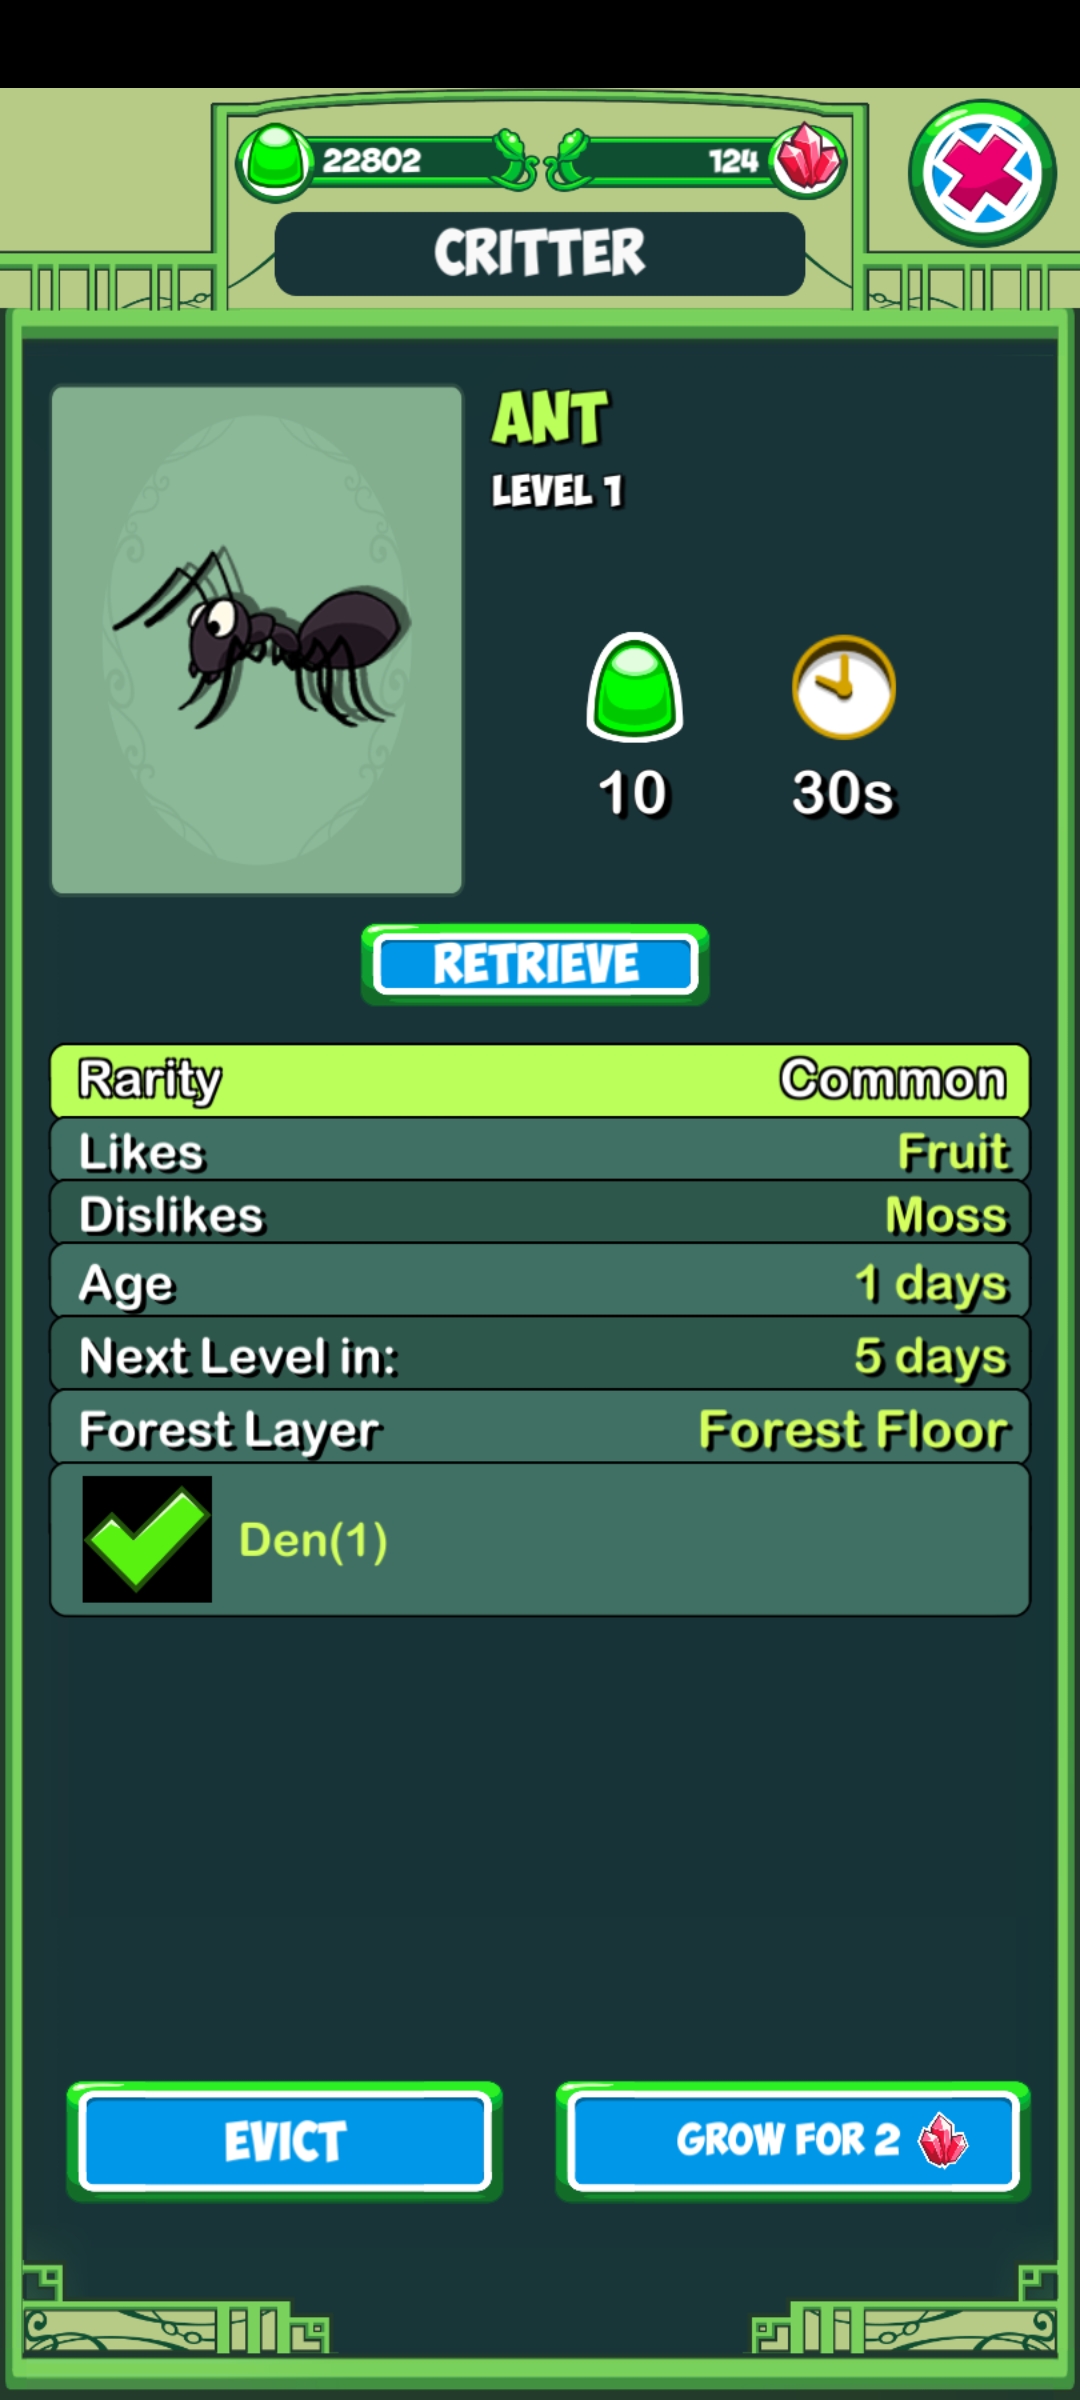 22802 124
CRITTER
ANT
LEVEL 1
10 30s
RETRIEVE
Rarity Common
Likes Fruit
Dislikes Moss
Age 1 days
Next Level in: 5 days
Forest Layer Forest Floor
Den(1)
EVICT GROW FOR 2